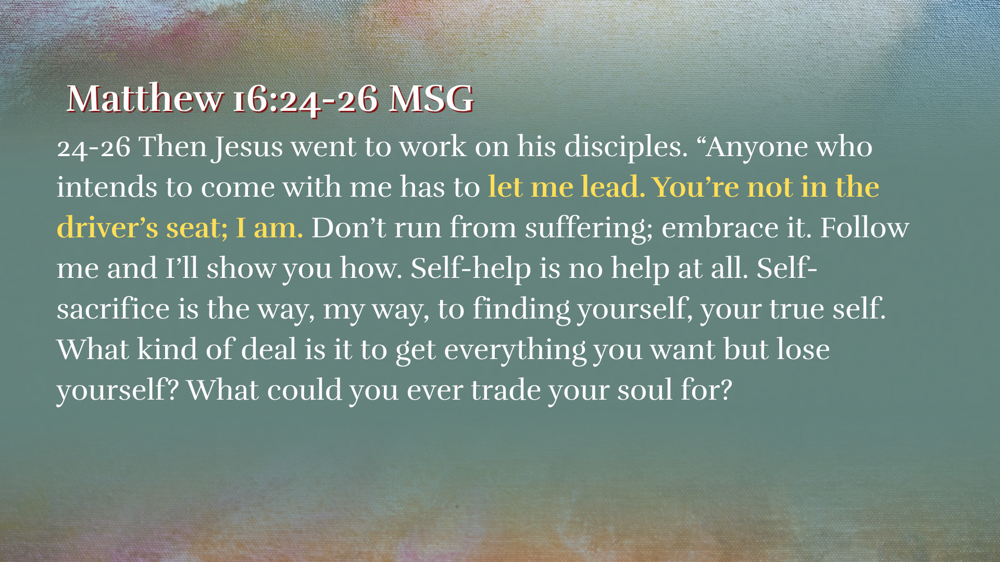 Matthew 16:24-26 MSG
24-26 Then Jesus went to work on his disciples. “Anyone who
intends to come with me has to let me lead. You’re not in the
driver’s seat; I am. Don’t run from suffering; embrace it. Follow
me and I’ll show you how. Self-help is no help at all. Self-
sacrifice is the way, my way, to finding yourself, your true self.
What kind of deal is it to get everything you want but lose
yourself? What could you ever trade your soul for?